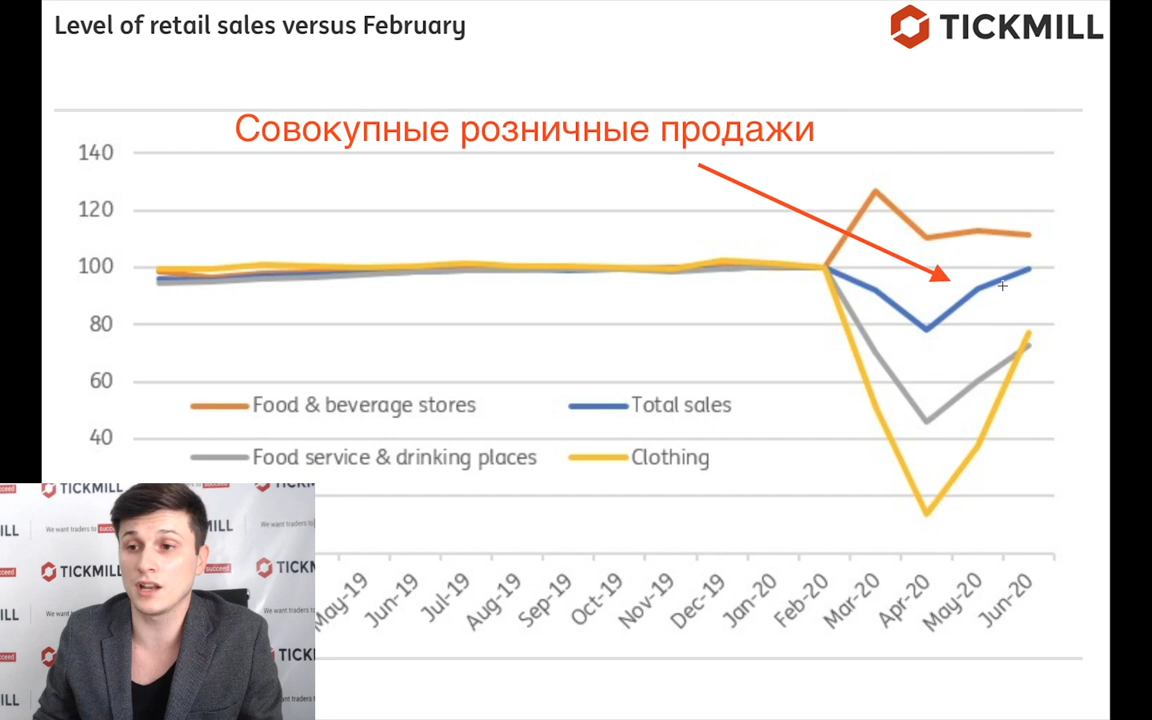 Level of retail sales versus February
TICKMILL
Совокупные розничные продажи
140
120
100
80
60
40
Food & beverage stores
Total sales
Food service & drinking places
Clothing
May-19
Jun-19
Jul-19
Aug-19
Sep-19
Oct-19
Nov-19
Dec-19
Jan-20
Feb-20
Mar-20
Apr-20
May-20
Jun-20
TICKMILL
We want traders to succeed
TICKMILL
succeed
TICK